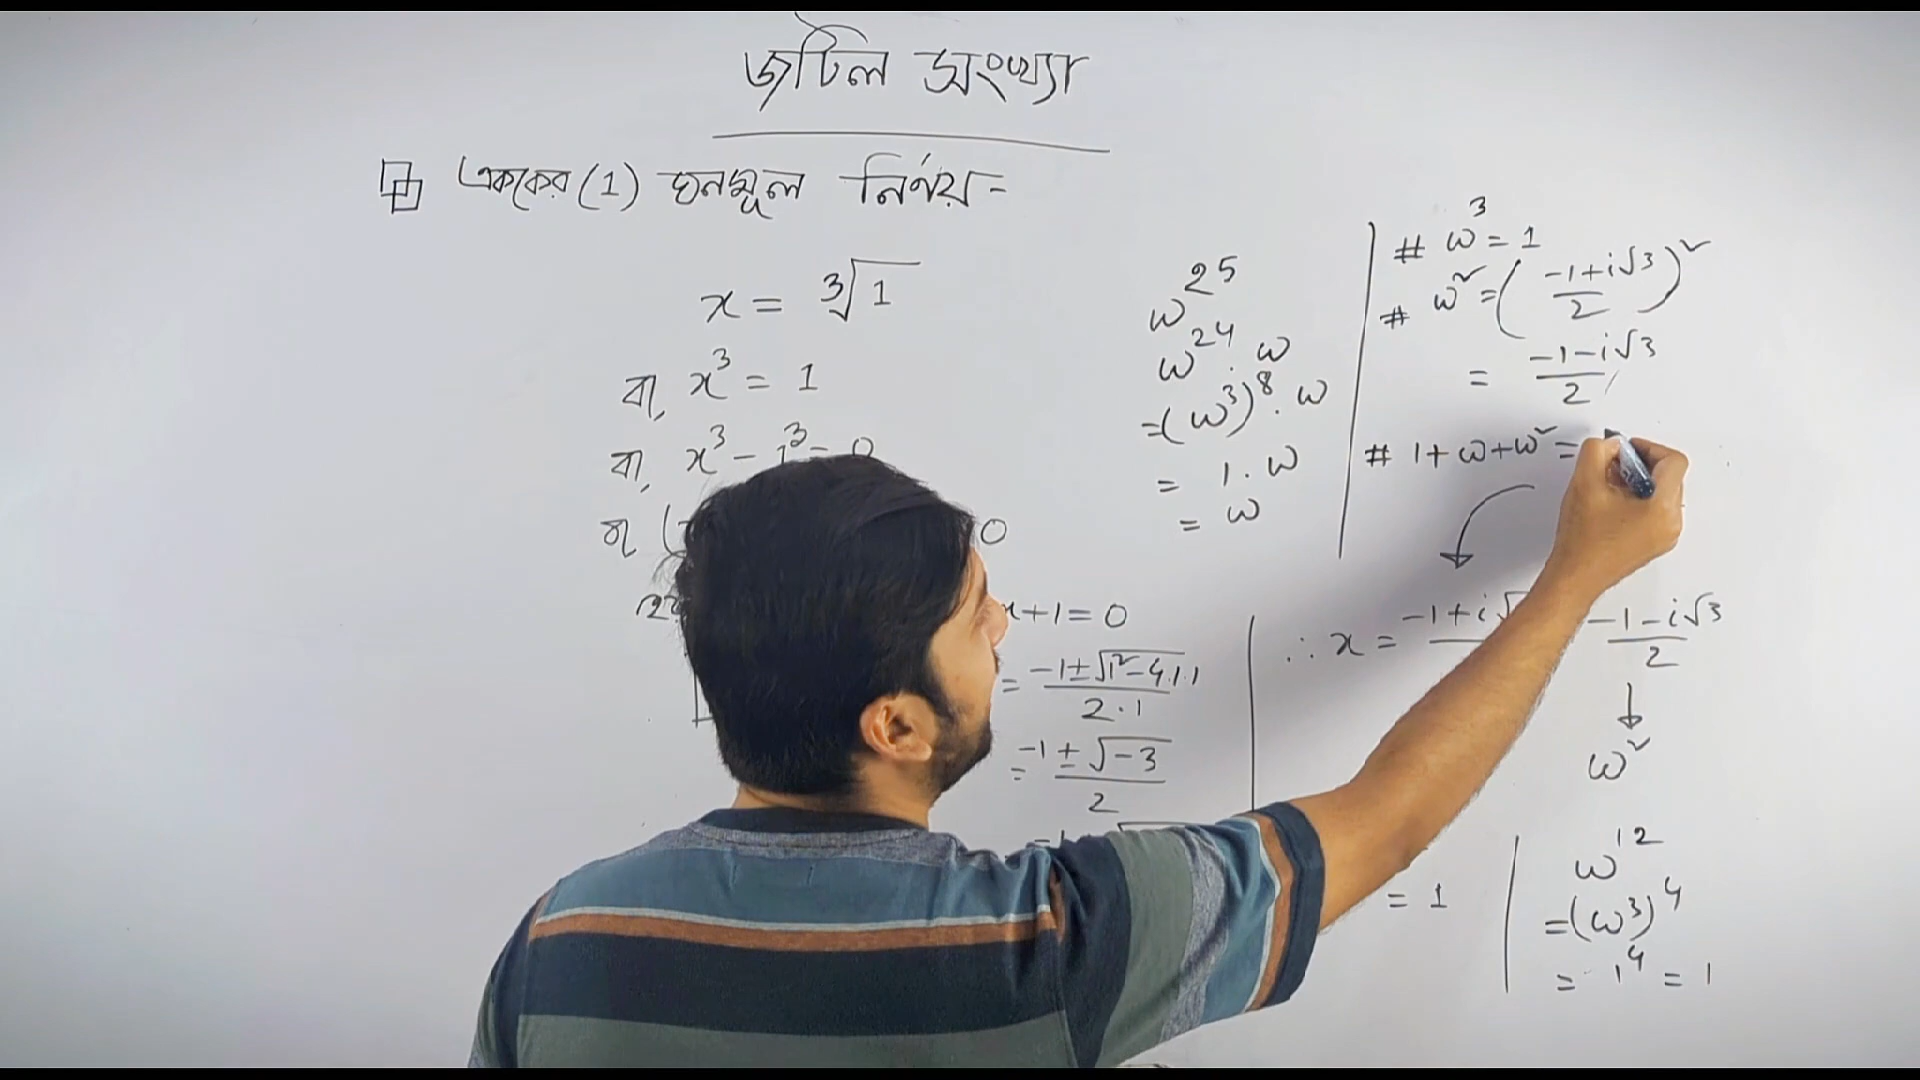 জটিল সংখ্যা
একের (1) ঘনমূল নির্ণয় -
x = ∛1
বা, x³ = 1
বা, x³ - 1³ = 0
বা (
0
x + 1 = 0
= (-1 ± √(1² - 4.1.1)) / (2.1)
= (-1 ± √-3) / 2
ω²⁵
ω²⁴ . ω
= (ω³)⁸ . ω
= 1 . ω
= ω
# ω³ = 1
# ω² = ((-1 + i√3) / 2)²
= (-1 - i√3) / 2
# 1 + ω + ω² =
∴ x = -1 + i√
(-1 - i√3) / 2
↓
ω²
= 1
ω¹²
= (ω³)⁴
= 1⁴ = 1